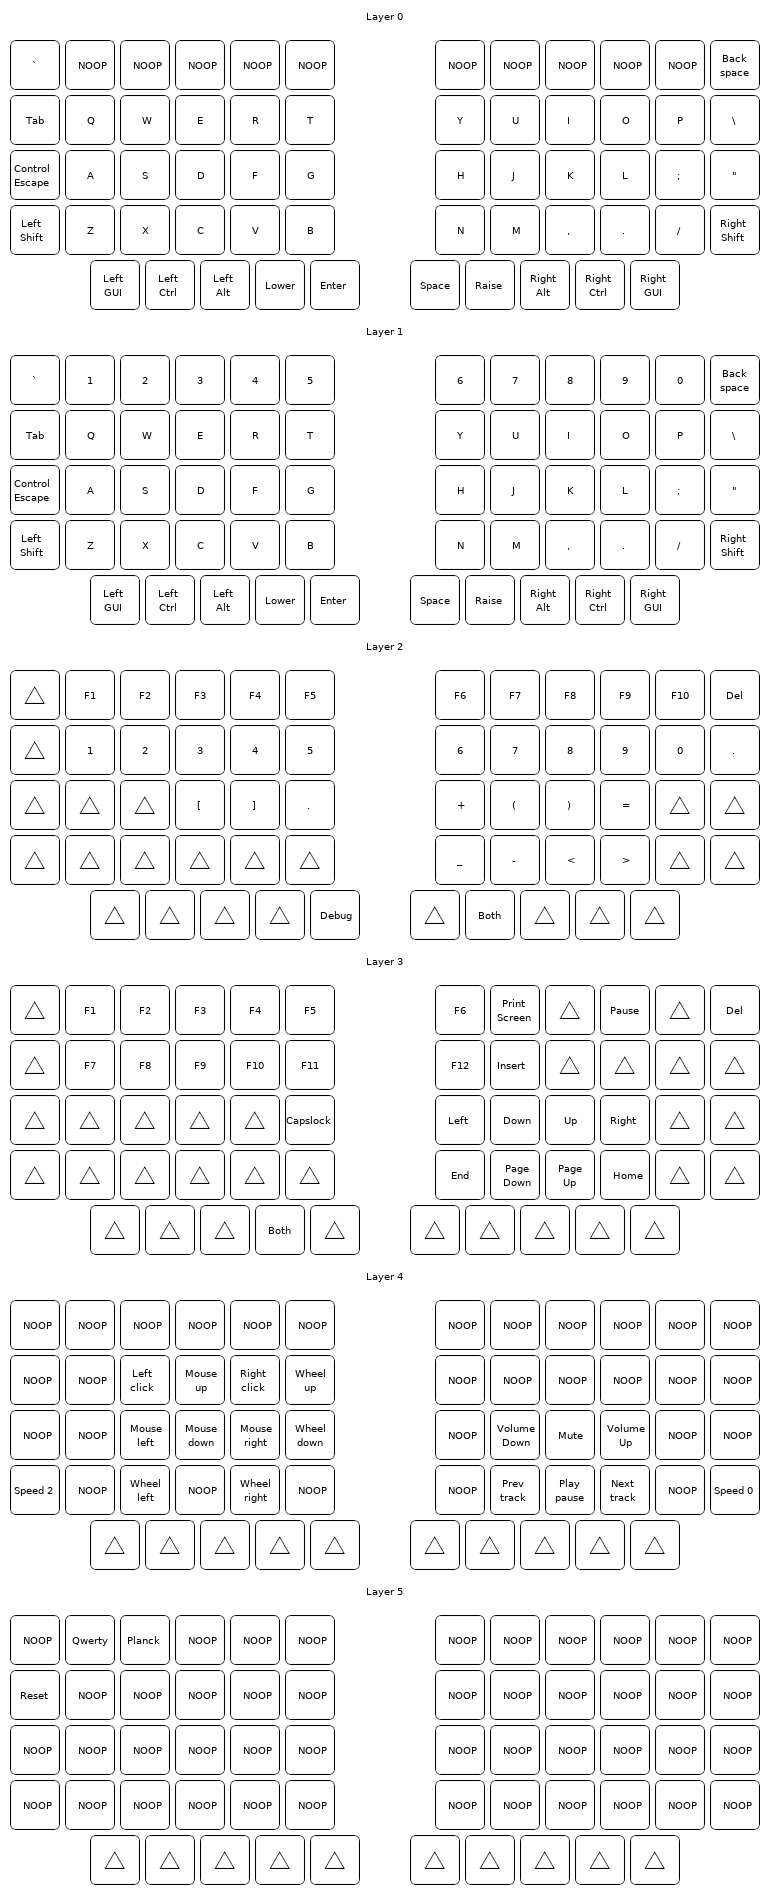 Layer 0
` NOOP NOOP NOOP NOOP NOOP NOOP NOOP NOOP NOOP NOOP Back space
Tab Q W E R T Y U I O P \
Control Escape A S D F G H J K L ; "
Left Shift Z X C V B N M , . / Right Shift
Left GUI Left Ctrl Left Alt Lower Enter Space Raise Right Alt Right Ctrl Right GUI
Layer 1
` 1 2 3 4 5 6 7 8 9 0 Back space
Tab Q W E R T Y U I O P \
Control Escape A S D F G H J K L ; "
Left Shift Z X C V B N M , . / Right Shift
Left GUI Left Ctrl Left Alt Lower Enter Space Raise Right Alt Right Ctrl Right GUI
Layer 2
△ F1 F2 F3 F4 F5 F6 F7 F8 F9 F10 Del
△ 1 2 3 4 5 6 7 8 9 0 .
△ △ △ [ ] . + ( ) = △ △
△ △ △ △ △ △ _ - < > △ △
△ △ △ △ Debug △ Both △ △ △
Layer 3
△ F1 F2 F3 F4 F5 F6 Print Screen △ Pause △ Del
△ F7 F8 F9 F10 F11 F12 Insert △ △ △ △
△ △ △ △ △ Capslock Left Down Up Right △ △
△ △ △ △ △ △ End Page Down Page Up Home △ △
△ △ △ Both △ △ △ △ △ △
Layer 4
NOOP NOOP NOOP NOOP NOOP NOOP NOOP NOOP NOOP NOOP NOOP NOOP
NOOP NOOP Left click Mouse up Right click Wheel up NOOP NOOP NOOP NOOP NOOP NOOP
NOOP NOOP Mouse left Mouse down Mouse right Wheel down NOOP Volume Down Mute Volume Up NOOP NOOP
Speed 2 NOOP Wheel left NOOP Wheel right NOOP NOOP Prev track Play pause Next track NOOP Speed 0
△ △ △ △ △ △ △ △ △ △
Layer 5
NOOP Qwerty Planck NOOP NOOP NOOP NOOP NOOP NOOP NOOP NOOP NOOP
Reset NOOP NOOP NOOP NOOP NOOP NOOP NOOP NOOP NOOP NOOP NOOP
NOOP NOOP NOOP NOOP NOOP NOOP NOOP NOOP NOOP NOOP NOOP NOOP
NOOP NOOP NOOP NOOP NOOP NOOP NOOP NOOP NOOP NOOP NOOP NOOP
△ △ △ △ △ △ △ △ △ △